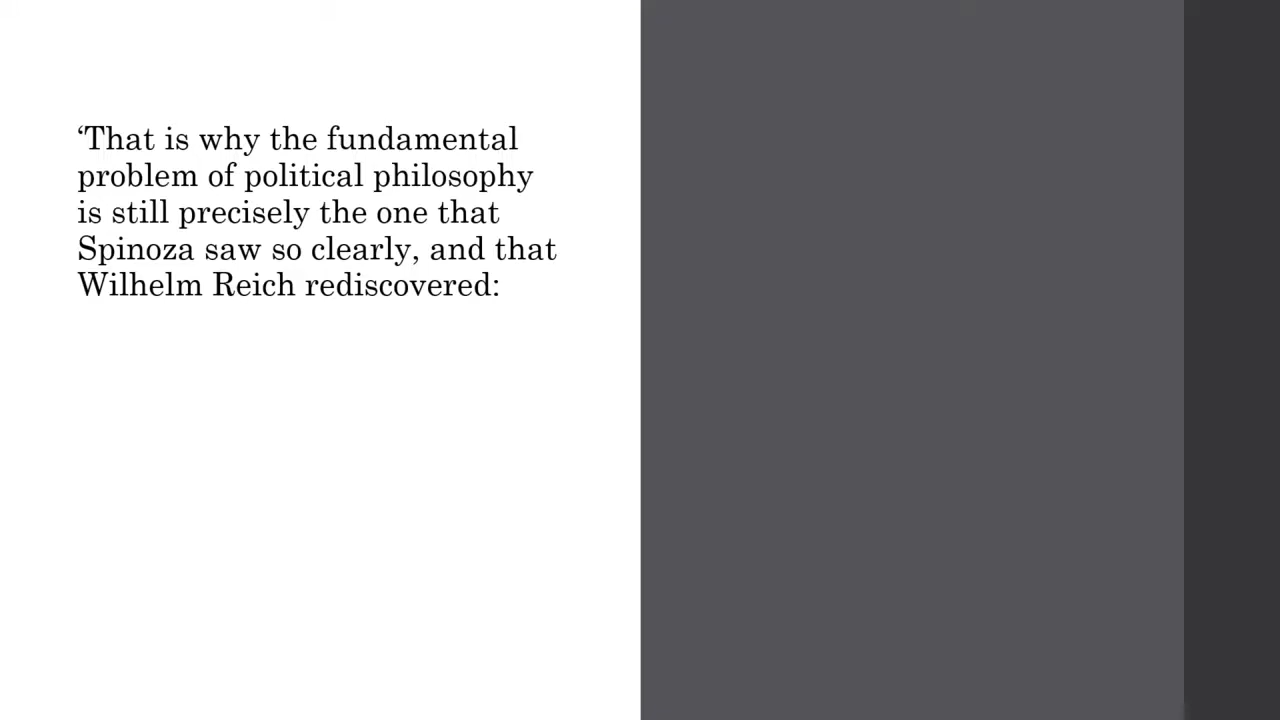 ‘That is why the fundamental
problem of political philosophy
is still precisely the one that
Spinoza saw so clearly, and that
Wilhelm Reich rediscovered: